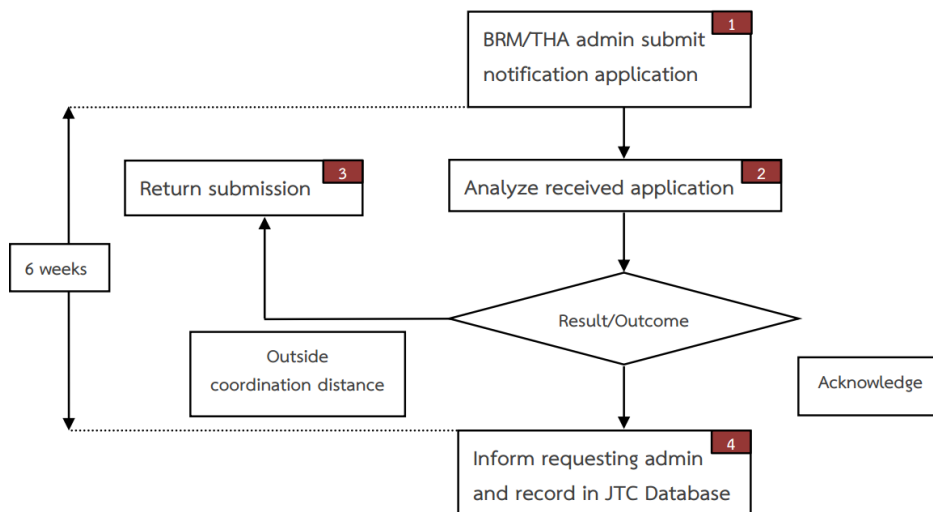 1
BRM/THA admin submit
notification application
3
Return submission
2
Analyze received application
6 weeks
Result/Outcome
Outside
coordination distance
Acknowledge
4
Inform requesting admin
and record in JTC Database